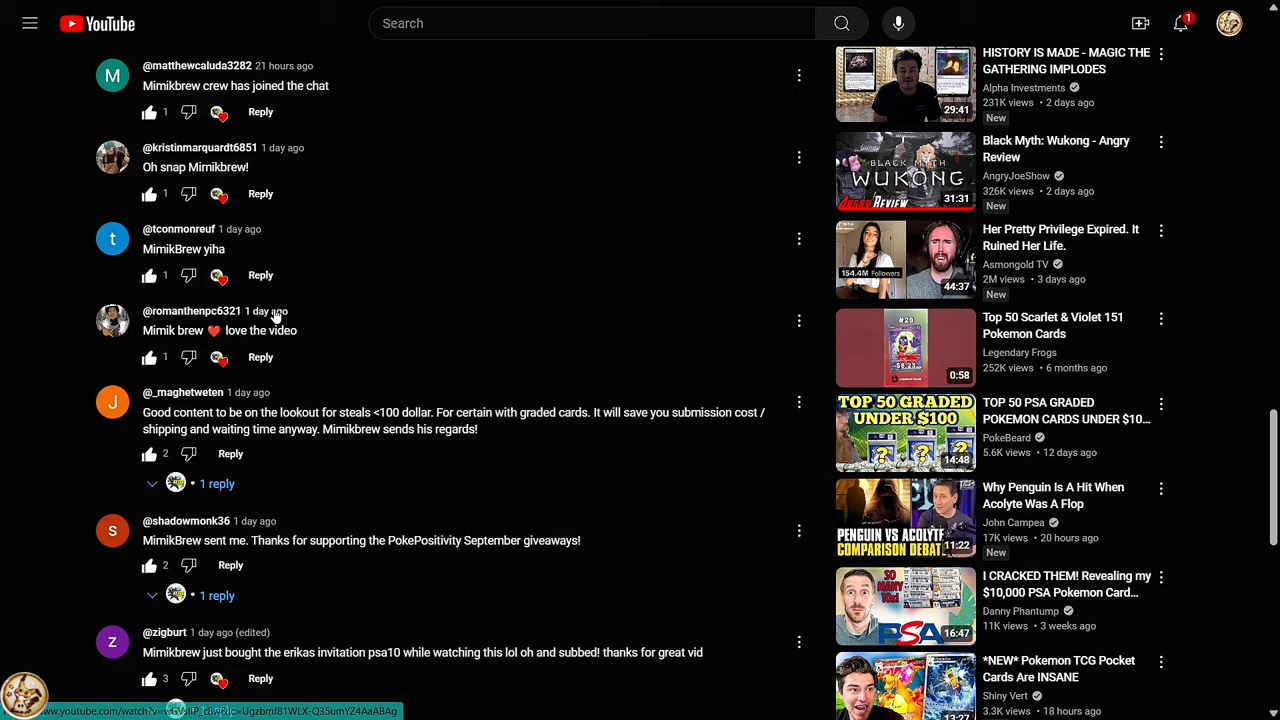 YouTube
Search
1
M
@matthewcaluda3282 21 hours ago
Mimikbrew crew has joined the chat
1 Reply
@kristinmarquardt6851 1 day ago
Oh snap Mimikbrew!
1 Reply
t
@tconmonreuf 1 day ago
MimikBrew yiha
1 Reply
@romanthenpc6321 1 day ago
Mimik brew ❤️ love the video
1 Reply
J
@_maghetweten 1 day ago
Good content to be on the lookout for steals <100 dollar. For certain with graded cards. It will save you submission cost /
shipping and waiting time anyway. Mimikbrew sends his regards!
2 Reply
• 1 reply
s
@shadowmonk36 1 day ago
MimikBrew sent me. Thanks for supporting the PokePositivity September giveaways!
2 Reply
• 1 reply
z
@zigburt 1 day ago (edited)
Mimikbrew just bought the erikas invitation psa10 while watching this lol oh and subbed! thanks for great vid
3 Reply
HISTORY IS MADE - MAGIC THE
GATHERING IMPLODES
Alpha Investments
231K views • 2 days ago
New
29:41
Black Myth: Wukong - Angry
Review
AngryJoeShow
326K views • 2 days ago
New
BLACK MYTH
WUKONG
ANGRY REVIEW
31:31
Her Pretty Privilege Expired. It
Ruined Her Life.
Asmongold TV
2M views • 3 days ago
154.4M Followers
44:37
Top 50 Scarlet & Violet 151
Pokemon Cards
Legendary Frogs
252K views • 6 months ago
#29
$8.23
0:58
TOP 50 PSA GRADED
POKEMON CARDS UNDER $10...
PokeBeard
5.6K views • 12 days ago
TOP 50 GRADED
UNDER $100
14:48
Why Penguin Is A Hit When
Acolyte Was A Flop
John Campea
17K views • 20 hours ago
New
PENGUIN VS ACOLYTE
COMPARISON DEBATE
11:22
I CRACKED THEM! Revealing my
$10,000 PSA Pokemon Card...
Danny Phantump
11K views • 3 weeks ago
SO
MANY
10s!
PSA
16:47
*NEW* Pokemon TCG Pocket
Cards Are INSANE
Shiny Vert
3.3K views • 18 hours ago
13:27